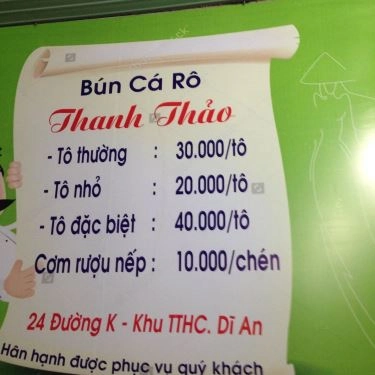 Bún Cá Rô
Thanh Thảo
- Tô thường : 30.000/tô
- Tô nhỏ : 20.000/tô
- Tô đặc biệt : 40.000/tô
Cơm rượu nếp : 10.000/chén
24 Đường K - Khu TTHC. Dĩ An
Hân hạnh được phục vụ quý khách